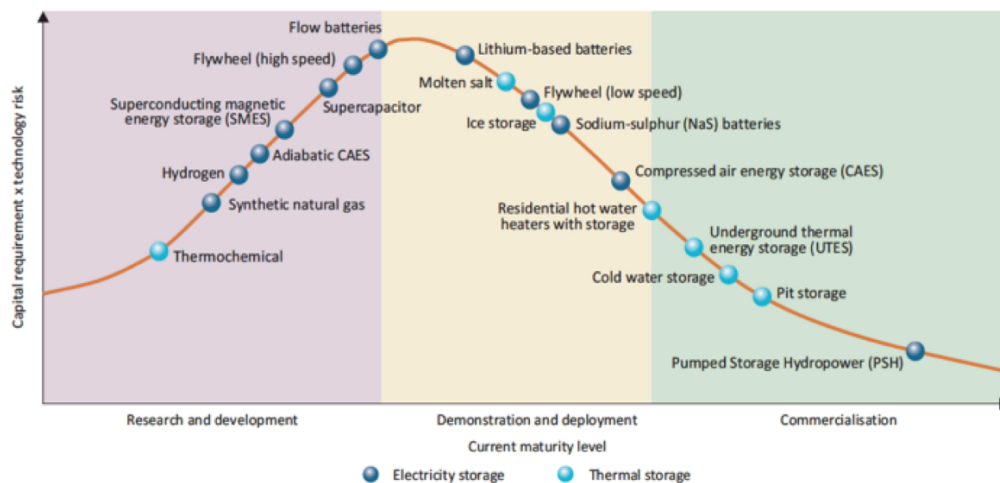 Capital requirement x technology risk
Flow batteries
Flywheel (high speed)
Supercapacitor
Superconducting magnetic
energy storage (SMES)
Adiabatic CAES
Hydrogen
Synthetic natural gas
Thermochemical
Lithium-based batteries
Molten salt
Flywheel (low speed)
Ice storage
Sodium-sulphur (NaS) batteries
Compressed air energy storage (CAES)
Residential hot water
heaters with storage
Underground thermal
energy storage (UTES)
Cold water storage
Pit storage
Pumped Storage Hydropower (PSH)
Research and development
Demonstration and deployment
Commercialisation
Current maturity level
Electricity storage
Thermal storage